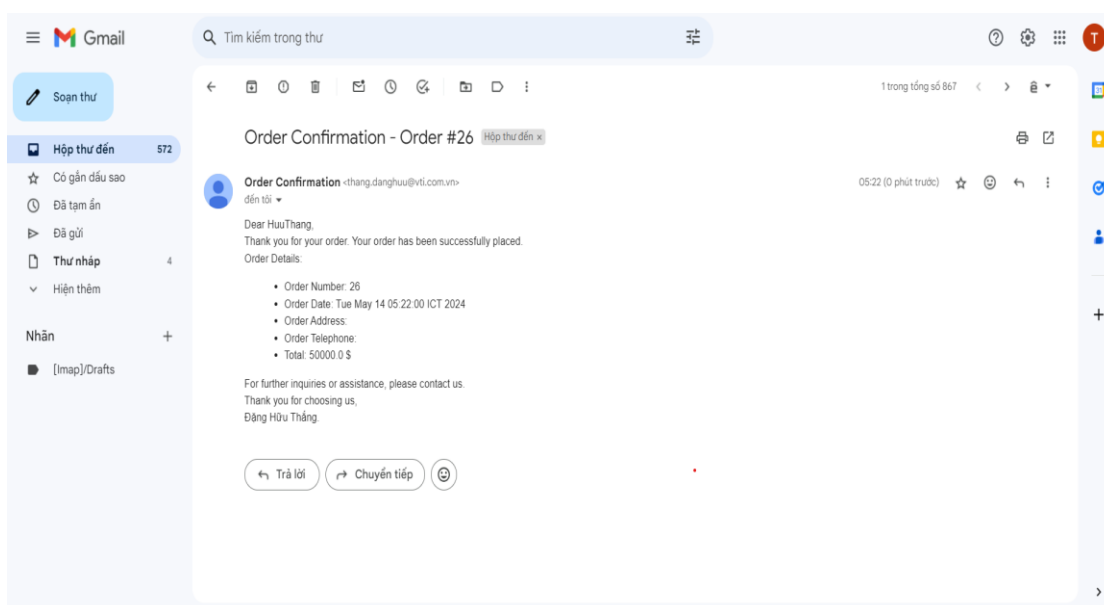 Gmail
Tìm kiếm trong thư
T
Soạn thư
1 trong tổng số 867
Hộp thư đến 572
Có gắn dấu sao
Đã tạm ẩn
Đã gửi
Thư nháp 4
Hiện thêm
Nhãn
[Imap]/Drafts
Order Confirmation - Order #26 Hộp thư đến ×
Order Confirmation <thang.danghuu@vti.com.vn> 05:22 (0 phút trước)
đến tôi
Dear HuuThang,
Thank you for your order. Your order has been successfully placed.
Order Details:
• Order Number: 26
• Order Date: Tue May 14 05:22:00 ICT 2024
• Order Address:
• Order Telephone:
• Total: 50000.0 $
For further inquiries or assistance, please contact us.
Thank you for choosing us,
Đặng Hữu Thắng.
Trả lời Chuyển tiếp